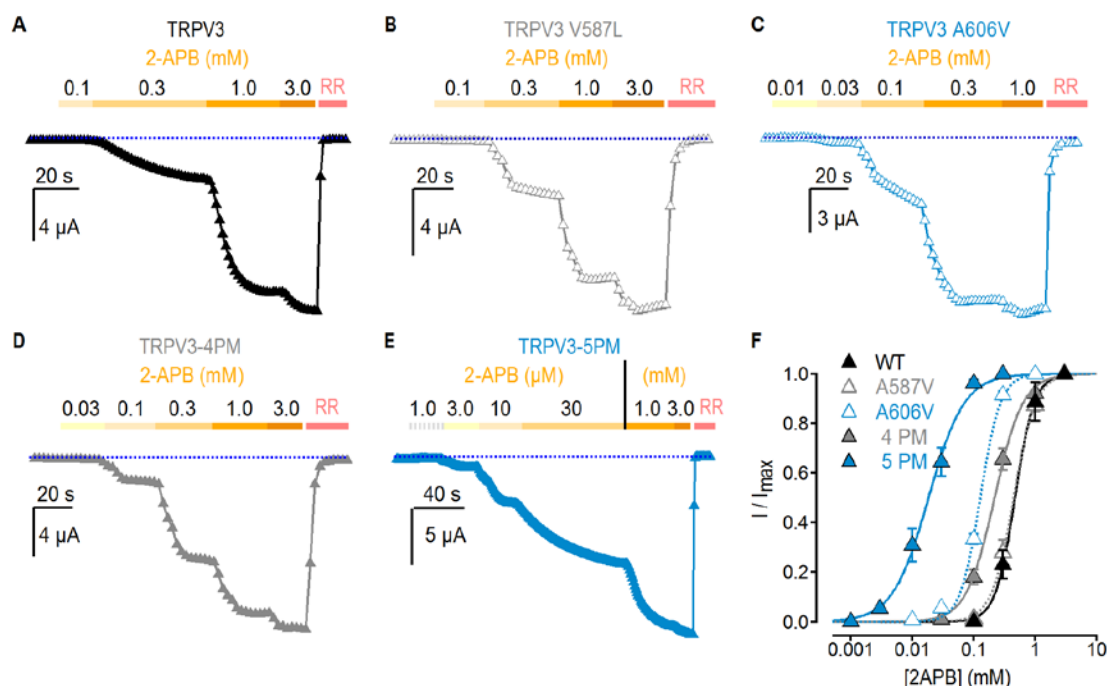 A
TRPV3
2-APB (mM)
0.1 0.3 1.0 3.0 RR
20 s
4 µA
B
TRPV3 V587L
2-APB (mM)
0.1 0.3 1.0 3.0 RR
20 s
4 µA
C
TRPV3 A606V
2-APB (mM)
0.01 0.03 0.1 0.3 1.0 RR
20 s
3 µA
D
TRPV3-4PM
2-APB (mM)
0.03 0.1 0.3 1.0 3.0 RR
20 s
4 µA
E
TRPV3-5PM
2-APB (µM) (mM)
1.0 3.0 10 30 1.0 3.0 RR
40 s
5 µA
F
WT
A587V
A606V
4 PM
5 PM
I / Imax
1.0
0.8
0.6
0.4
0.2
0.0
0.001 0.01 0.1 1 10
[2APB] (mM)